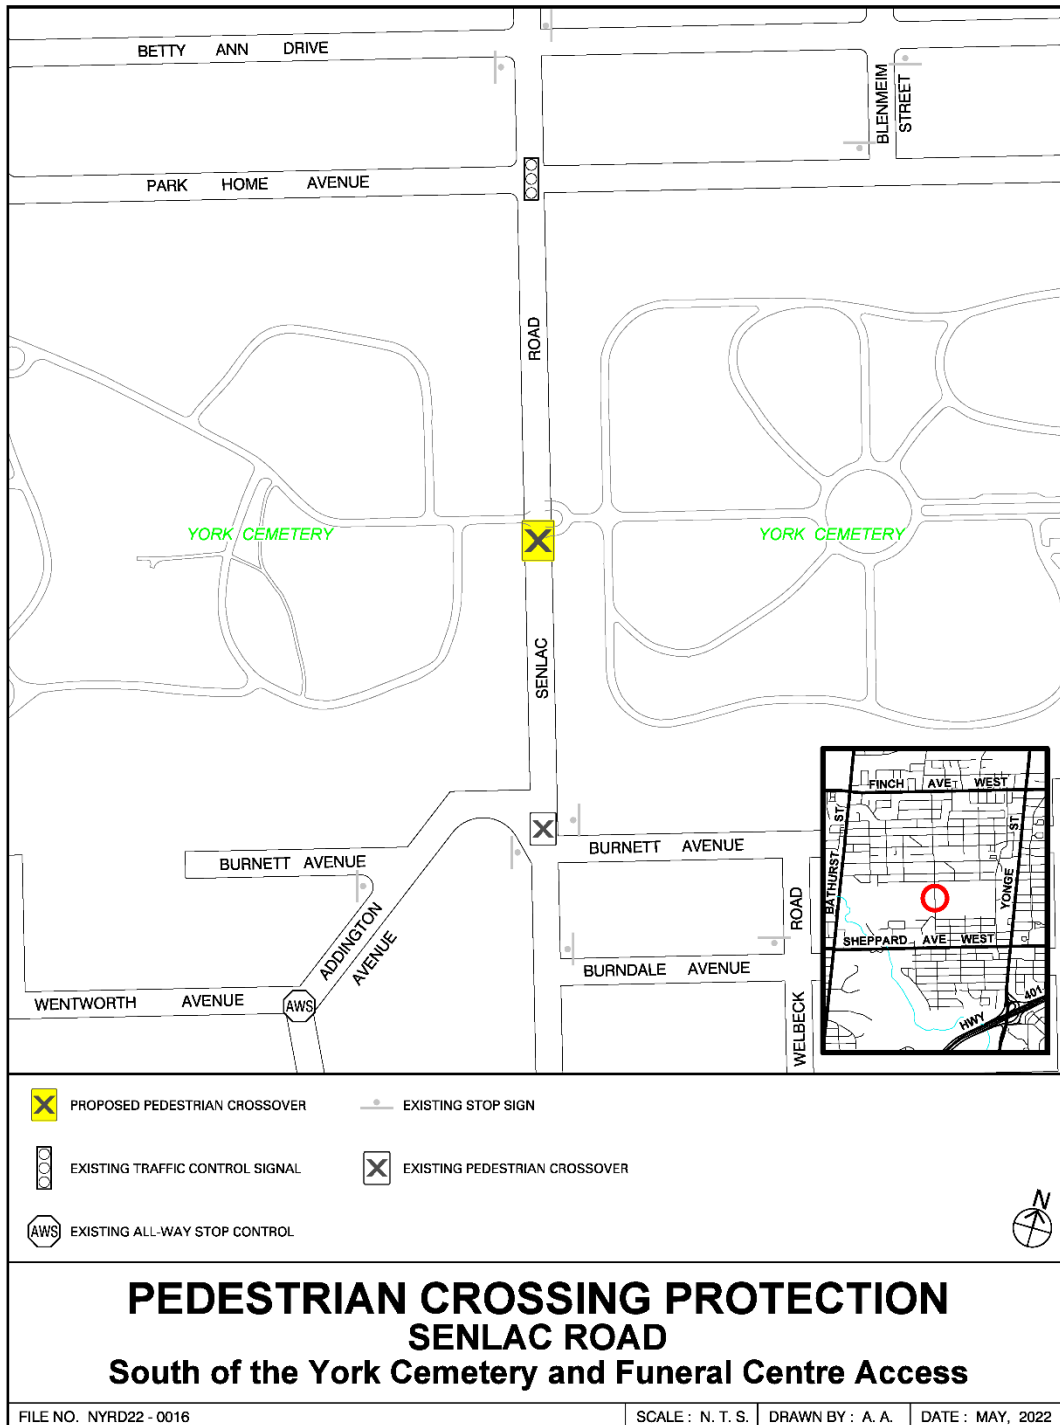 BETTY ANN DRIVE
BLENMEIM
STREET
PARK HOME AVENUE
ROAD
YORK CEMETERY
YORK CEMETERY
SENLAC
BURNETT AVENUE
BURNETT AVENUE
ADDINGTON
AVENUE
ROAD
BURNDALE AVENUE
WENTWORTH AVENUE
AWS
WELBECK
FINCH AVE WEST
BATHURST ST
YONGE ST
SHEPPARD AVE WEST
HWY 401
PROPOSED PEDESTRIAN CROSSOVER
EXISTING STOP SIGN
EXISTING TRAFFIC CONTROL SIGNAL
EXISTING PEDESTRIAN CROSSOVER
AWS EXISTING ALL-WAY STOP CONTROL
N
PEDESTRIAN CROSSING PROTECTION
SENLAC ROAD
South of the York Cemetery and Funeral Centre Access
FILE NO. NYRD22 - 0016
SCALE : N. T. S.
DRAWN BY : A. A.
DATE : MAY, 2022